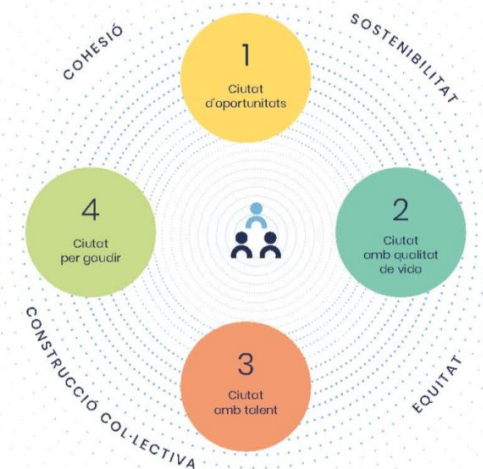 COHESIÓ
SOSTENIBILITAT
1
Ciutat
d'oportunitats
4
Ciutat
per gaudir
2
Ciutat
amb qualitat
de vida
3
Ciutat
amb talent
CONSTRUCCIÓ COL·LECTIVA
EQUITAT